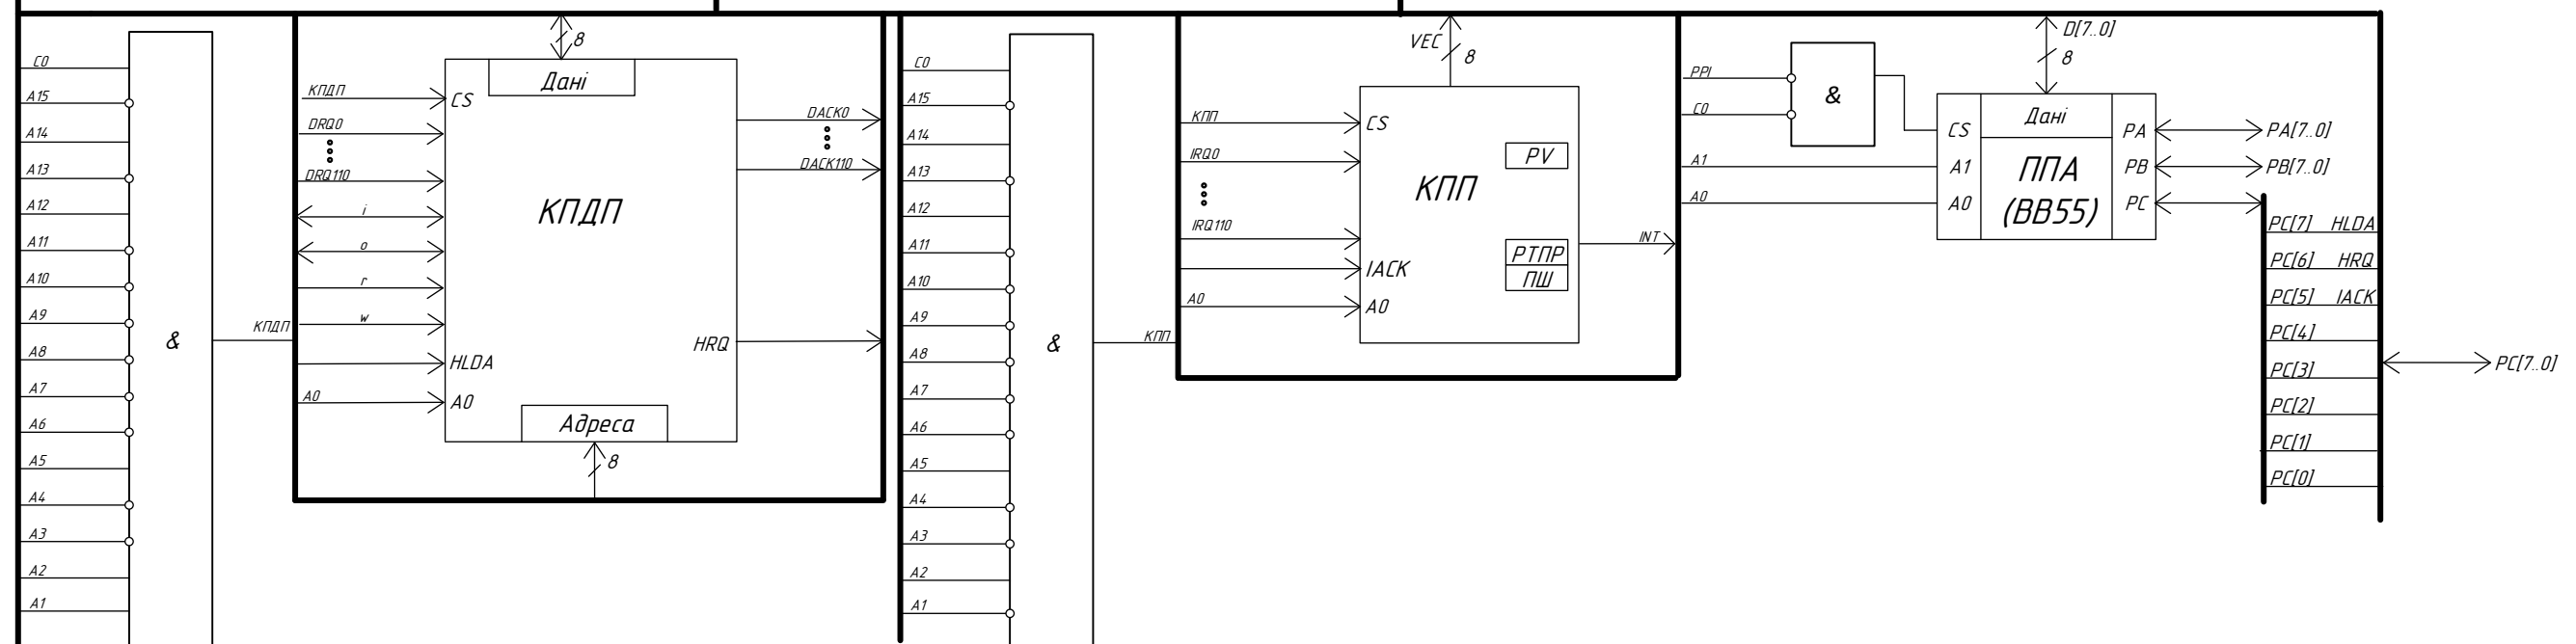 C0
A15
A14
A13
A12
A11
A10
A9
A8
A7
A6
A5
A4
A3
A2
A1
&
КПДП
8
Дані
КПДП
CS
DRQ0
DRQ110
i
o
r
w
HLDA
A0
A0
КПДП
DACK0
DACK110
HRQ
Адреса
8
C0
A15
A14
A13
A12
A11
A10
A9
A8
A7
A6
A5
A4
A3
A2
A1
&
КПП
VEC
8
КПП
CS
IRQ0
IRQ110
IACK
A0
A0
КПП
PV
РТПР
ПШ
INT
PPI
C0
&
A1
A0
D[7..0]
8
CS
A1
A0
Дані
ППА
(ВВ55)
PA
PB
PC
PA[7..0]
PB[7..0]
PC[7] HLDA
PC[6] HRQ
PC[5] IACK
PC[4]
PC[3]
PC[2]
PC[1]
PC[0]
PC[7..0]